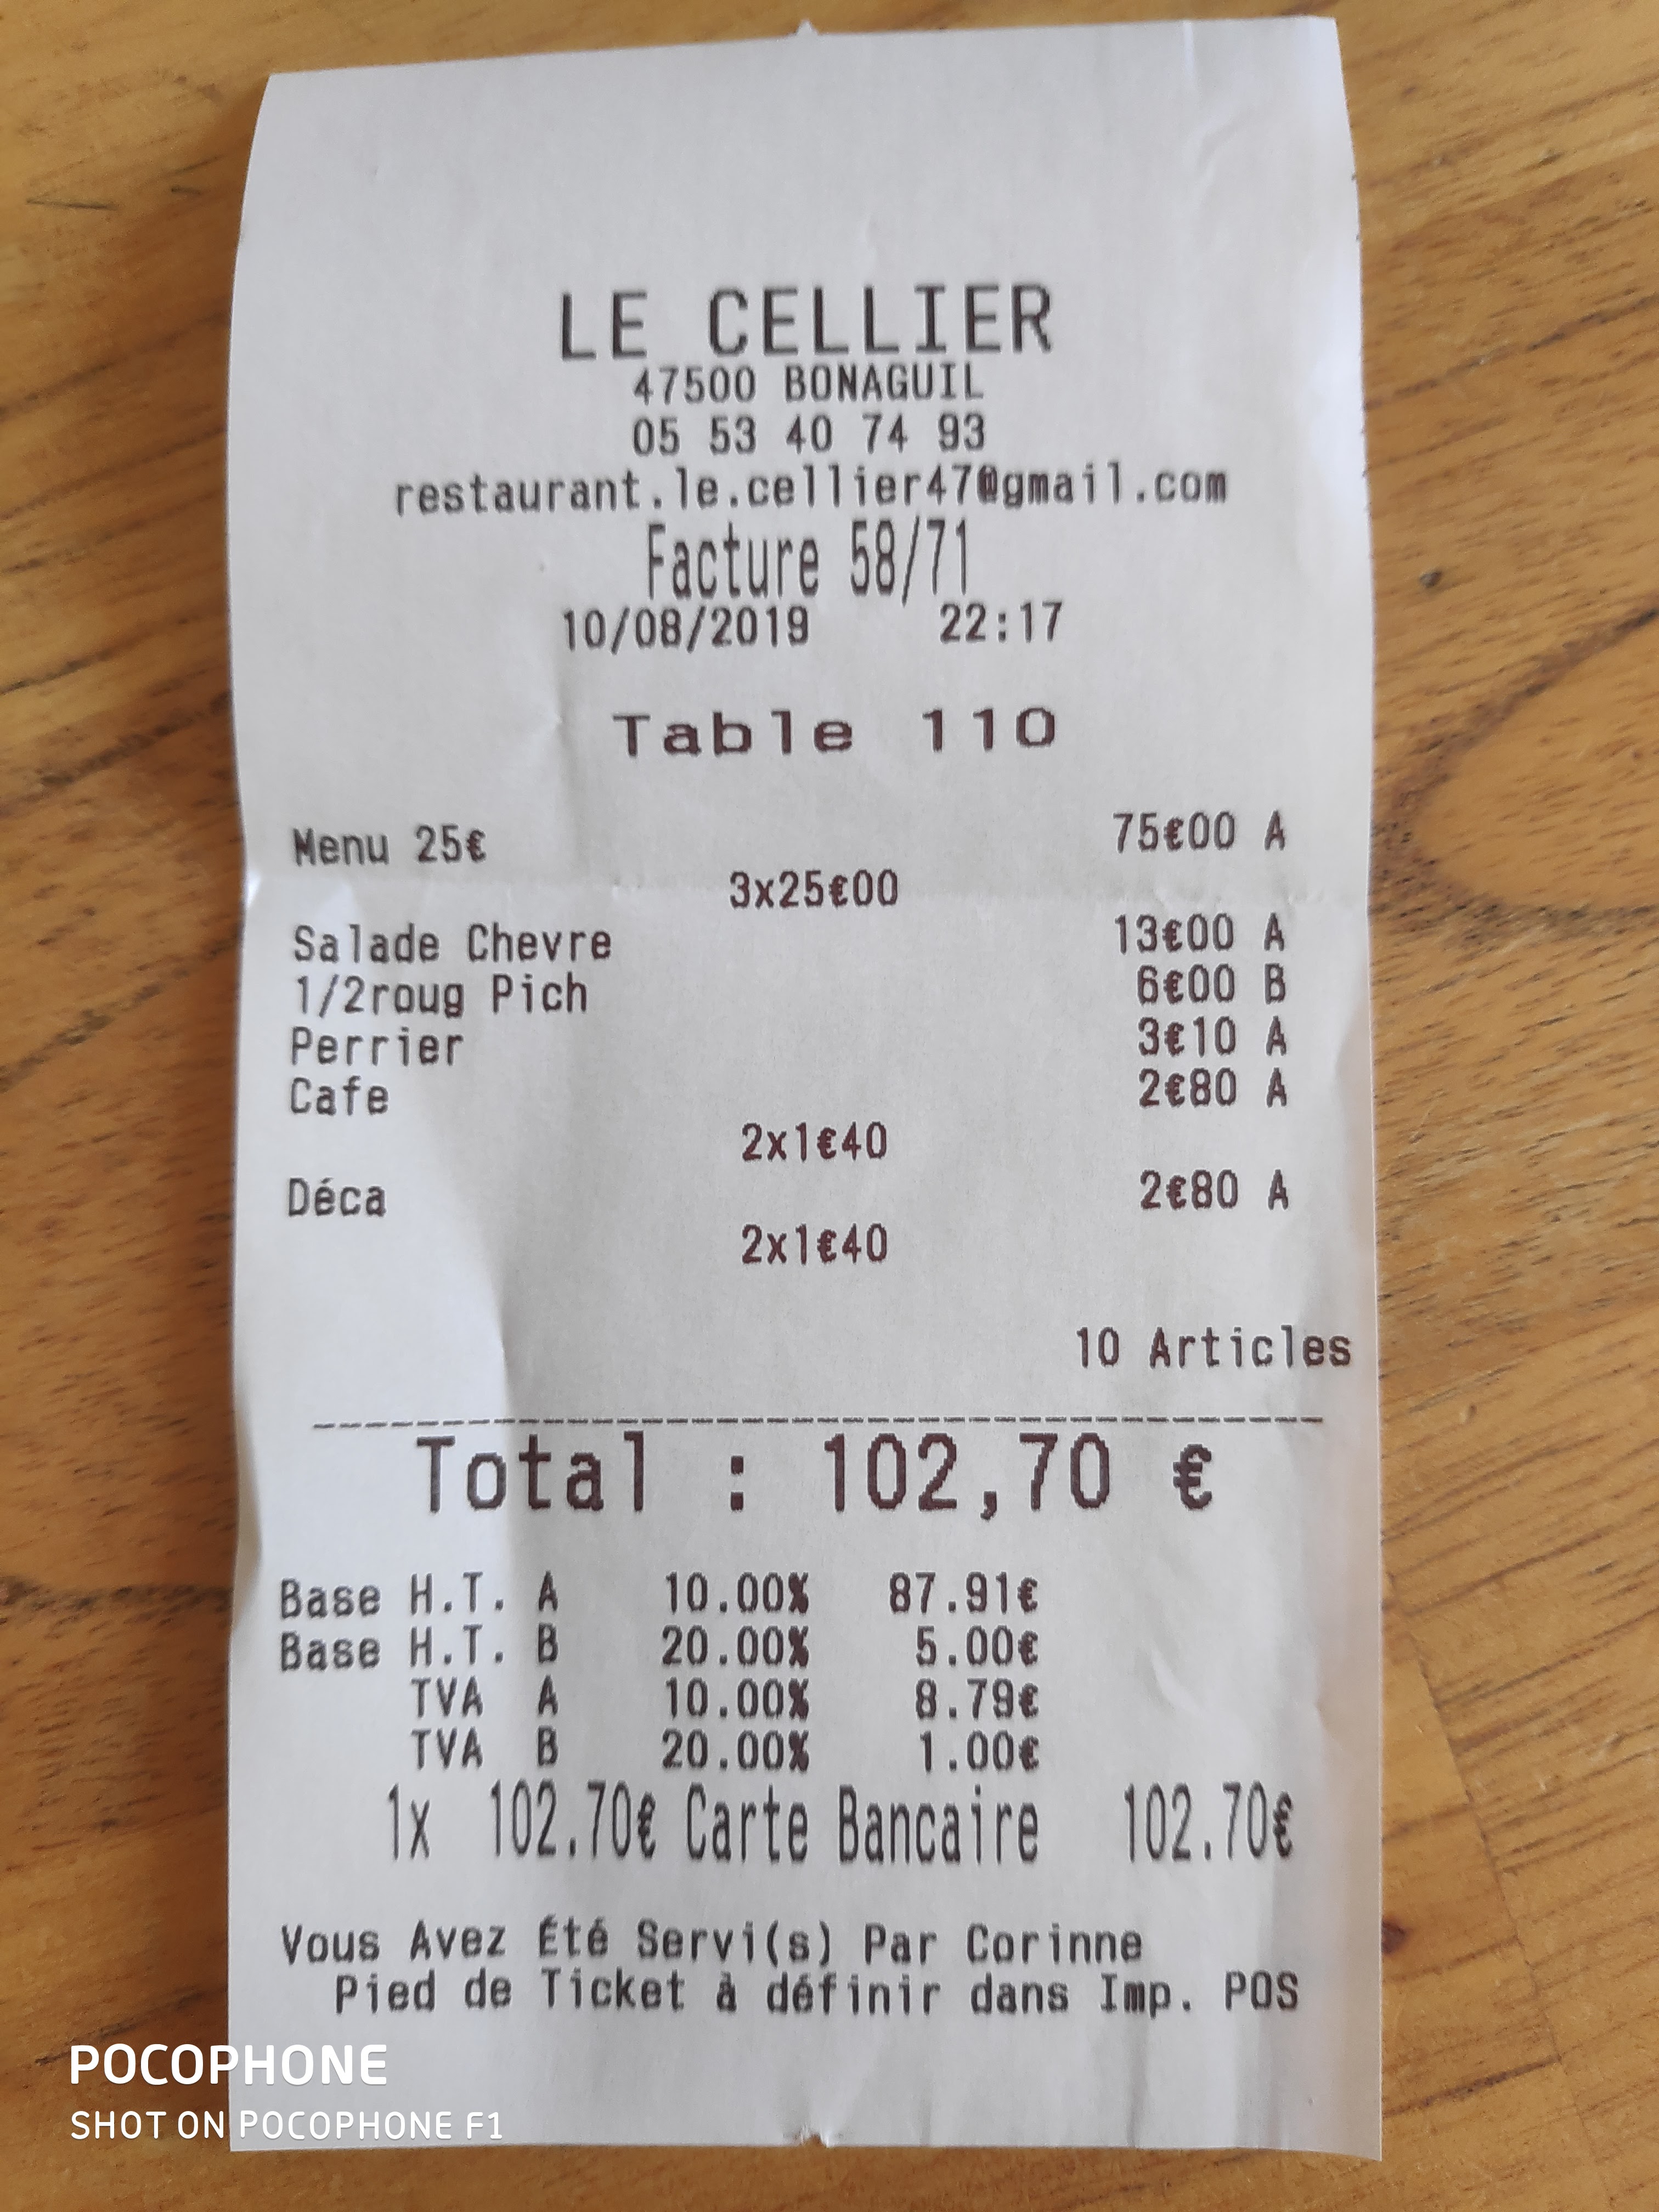 LE CELLIER
47500 BONAGUIL
05 53 40 74 93
restaurant.le.cellier47@gmail.com
Facture 58/71
10/08/2019 22:17
Table 110
Menu 25€ 75€00 A
3x25€00
Salade Chevre 13€00 A
1/2roug Pich 6€00 B
Perrier 3€10 A
Cafe 2€80 A
2x1€40
Déca 2€80 A
2x1€40
10 Articles
Total : 102,70 €
Base H.T. A 10.00% 87.91€
Base H.T. B 20.00% 5.00€
TVA A 10.00% 8.79€
TVA B 20.00% 1.00€
1x 102.70€ Carte Bancaire 102.70€
Vous Avez Été Servi(s) Par Corinne
Pied de Ticket à définir dans Imp. POS
POCOPHONE
SHOT ON POCOPHONE F1